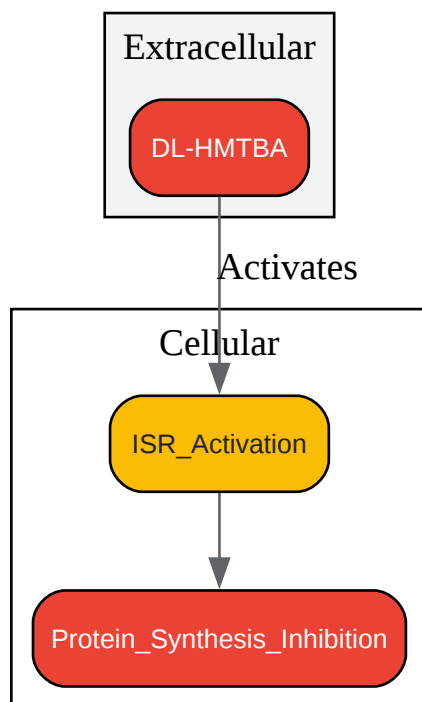 Extracellular
DL-HMTBA
Activates
Cellular
ISR_Activation
Protein_Synthesis_Inhibition